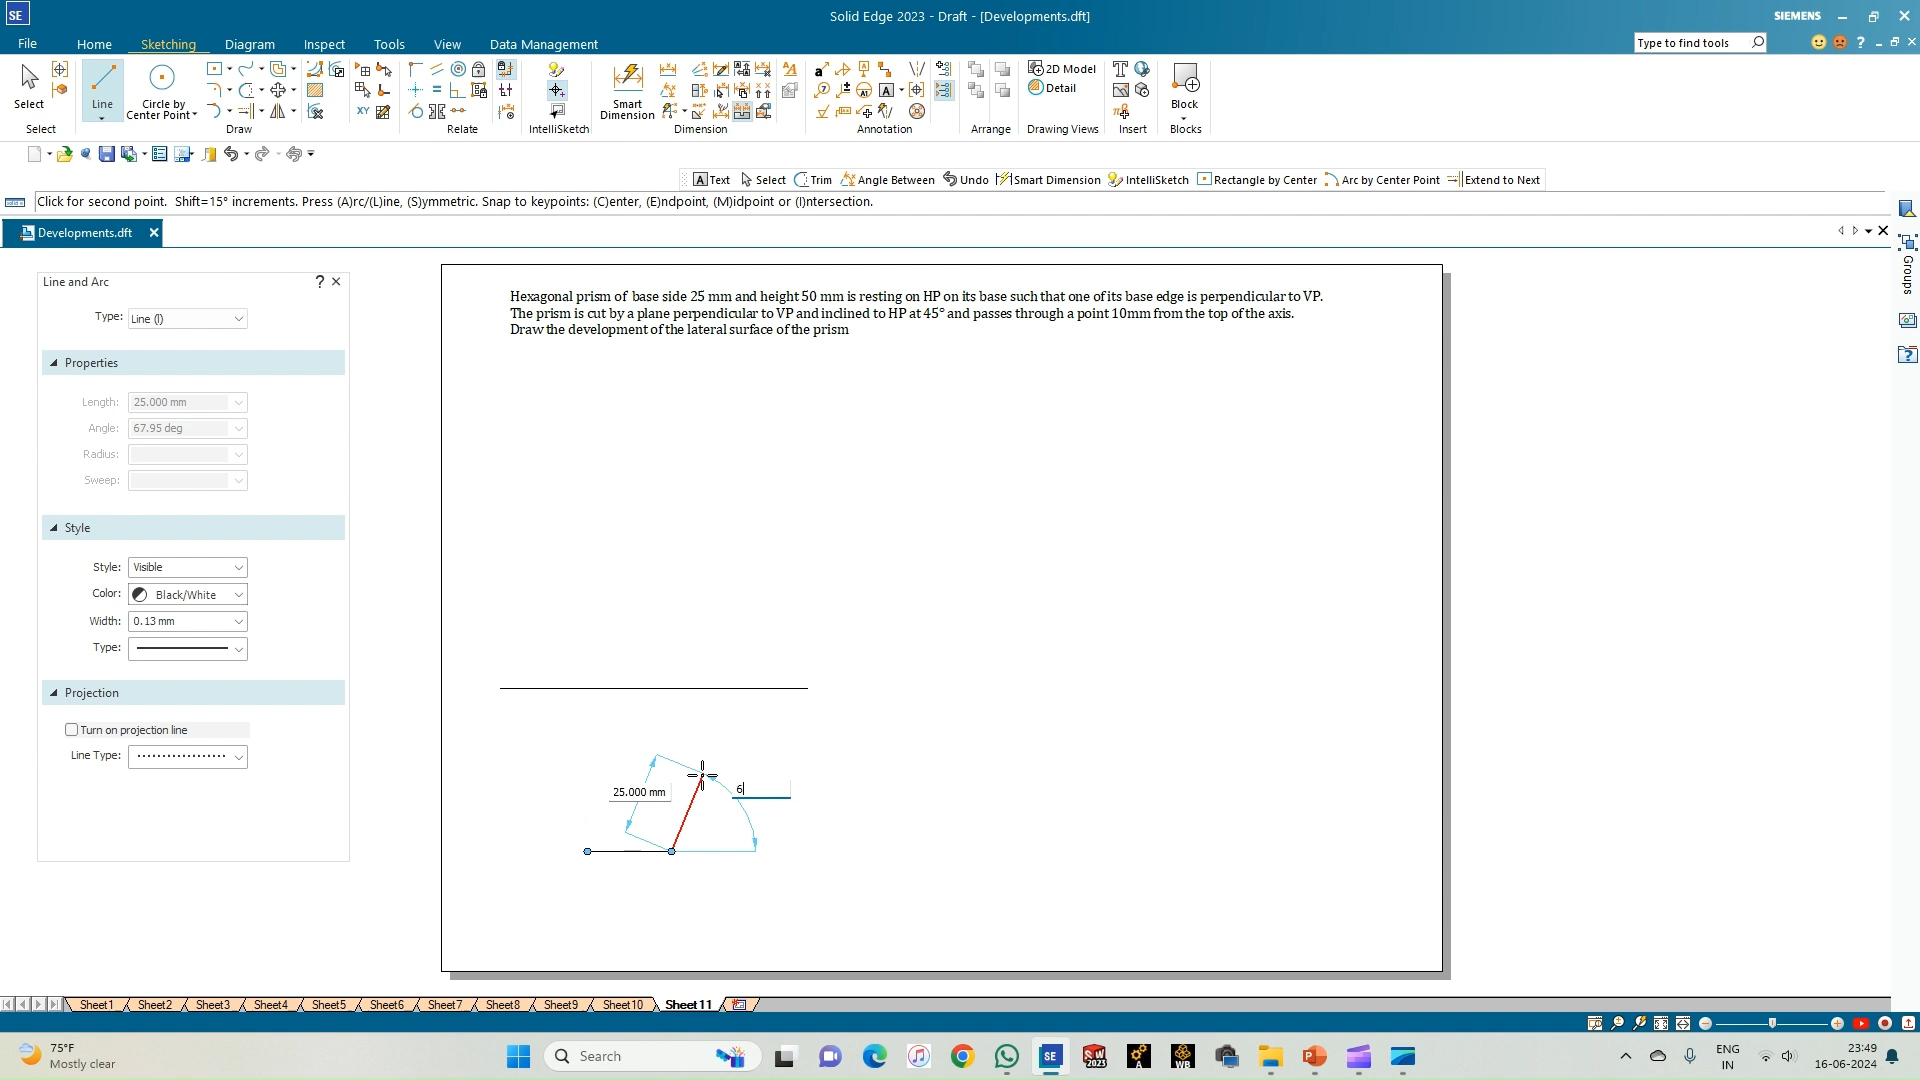 SE
Solid Edge 2023 - Draft - [Developments.dft]
SIEMENS
File
Home
Sketching
Diagram
Inspect
Tools
View
Data Management
Type to find tools
Select
Line
Circle by
Center Point
XY
Smart
Dimension
2D Model
Detail
Block
Select
Draw
Relate
IntelliSketch
Dimension
Annotation
Arrange
Drawing Views
Insert
Blocks
Text
Select
Trim
Angle Between
Undo
Smart Dimension
IntelliSketch
Rectangle by Center
Arc by Center Point
Extend to Next
Click for second point.  Shift=15° increments. Press (A)rc/(L)ine, (S)ymmetric. Snap to keypoints: (C)enter, (E)ndpoint, (M)idpoint or (I)ntersection.
Developments.dft
Groups
Line and Arc
Type: Line (l)
Properties
Length: 25.000 mm
Angle: 67.95 deg
Radius:
Sweep:
Style
Style: Visible
Color: Black/White
Width: 0.13 mm
Type:
Projection
Turn on projection line
Line Type:
Hexagonal prism of base side 25 mm and height 50 mm is resting on HP on its base such that one of its base edge is perpendicular to VP.
The prism is cut by a plane perpendicular to VP and inclined to HP at 45° and passes through a point 10mm from the top of the axis.
Draw the development of the lateral surface of the prism
25.000 mm
6
Sheet1
Sheet2
Sheet3
Sheet4
Sheet5
Sheet6
Sheet7
Sheet8
Sheet9
Sheet10
Sheet11
75°F
Mostly clear
Search
SE
2023
A
WB
ENG
IN
23:49
16-06-2024